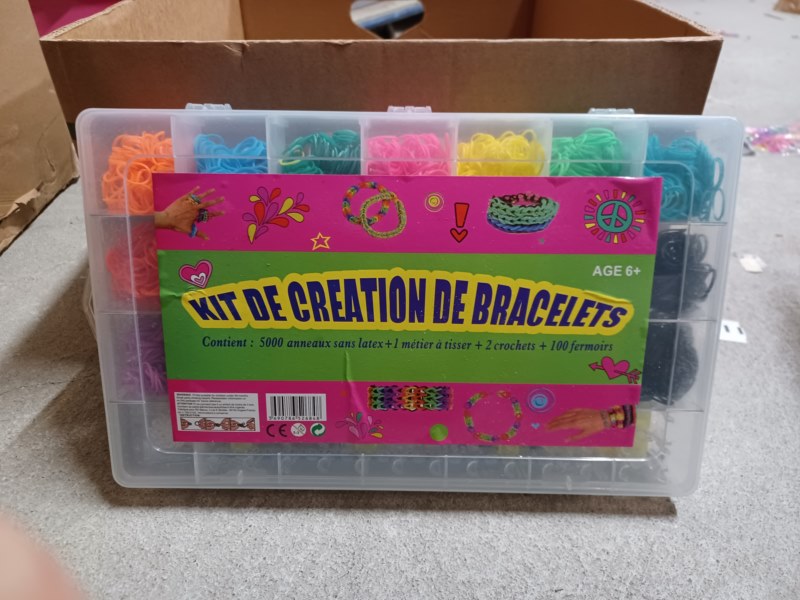 AGE 6+
KIT DE CREATION DE BRACELETS
Contient : 5000 anneaux sans latex+1 métier à tisser + 2 crochets + 100 fermoirs
CE